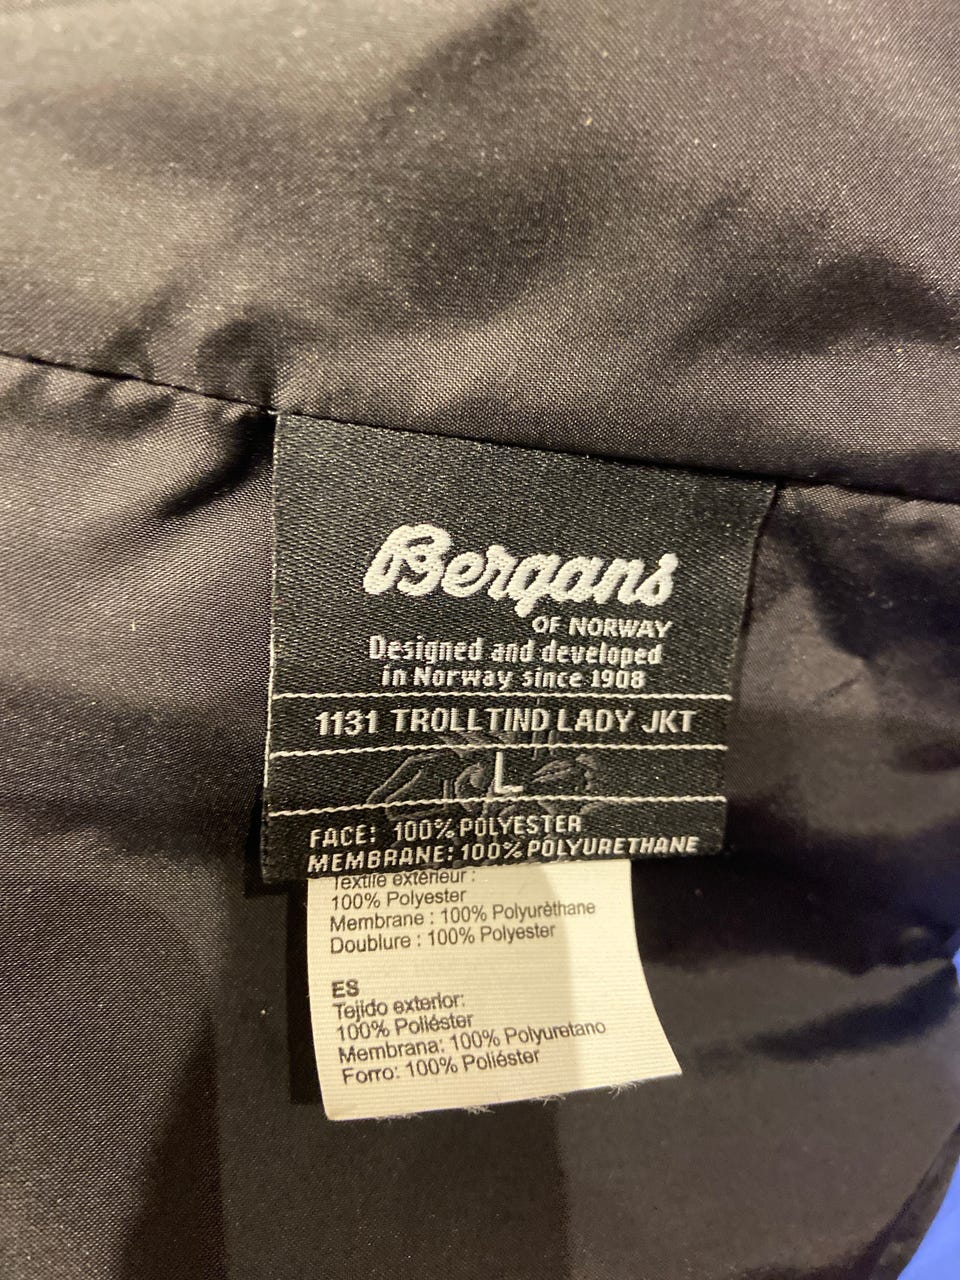 Bergans
OF NORWAY
Designed and developed
in Norway since 1908
1131 TROLLTIND LADY JKT
L
FACE: 100% POLYESTER
MEMBRANE: 100% POLYURETHANE
Textile extérieur :
100% Polyester
Membrane : 100% Polyuréthane
Doublure : 100% Polyester
ES
Tejido exterior:
100% Poliéster
Membrana: 100% Polyuretano
Forro: 100% Poliéster